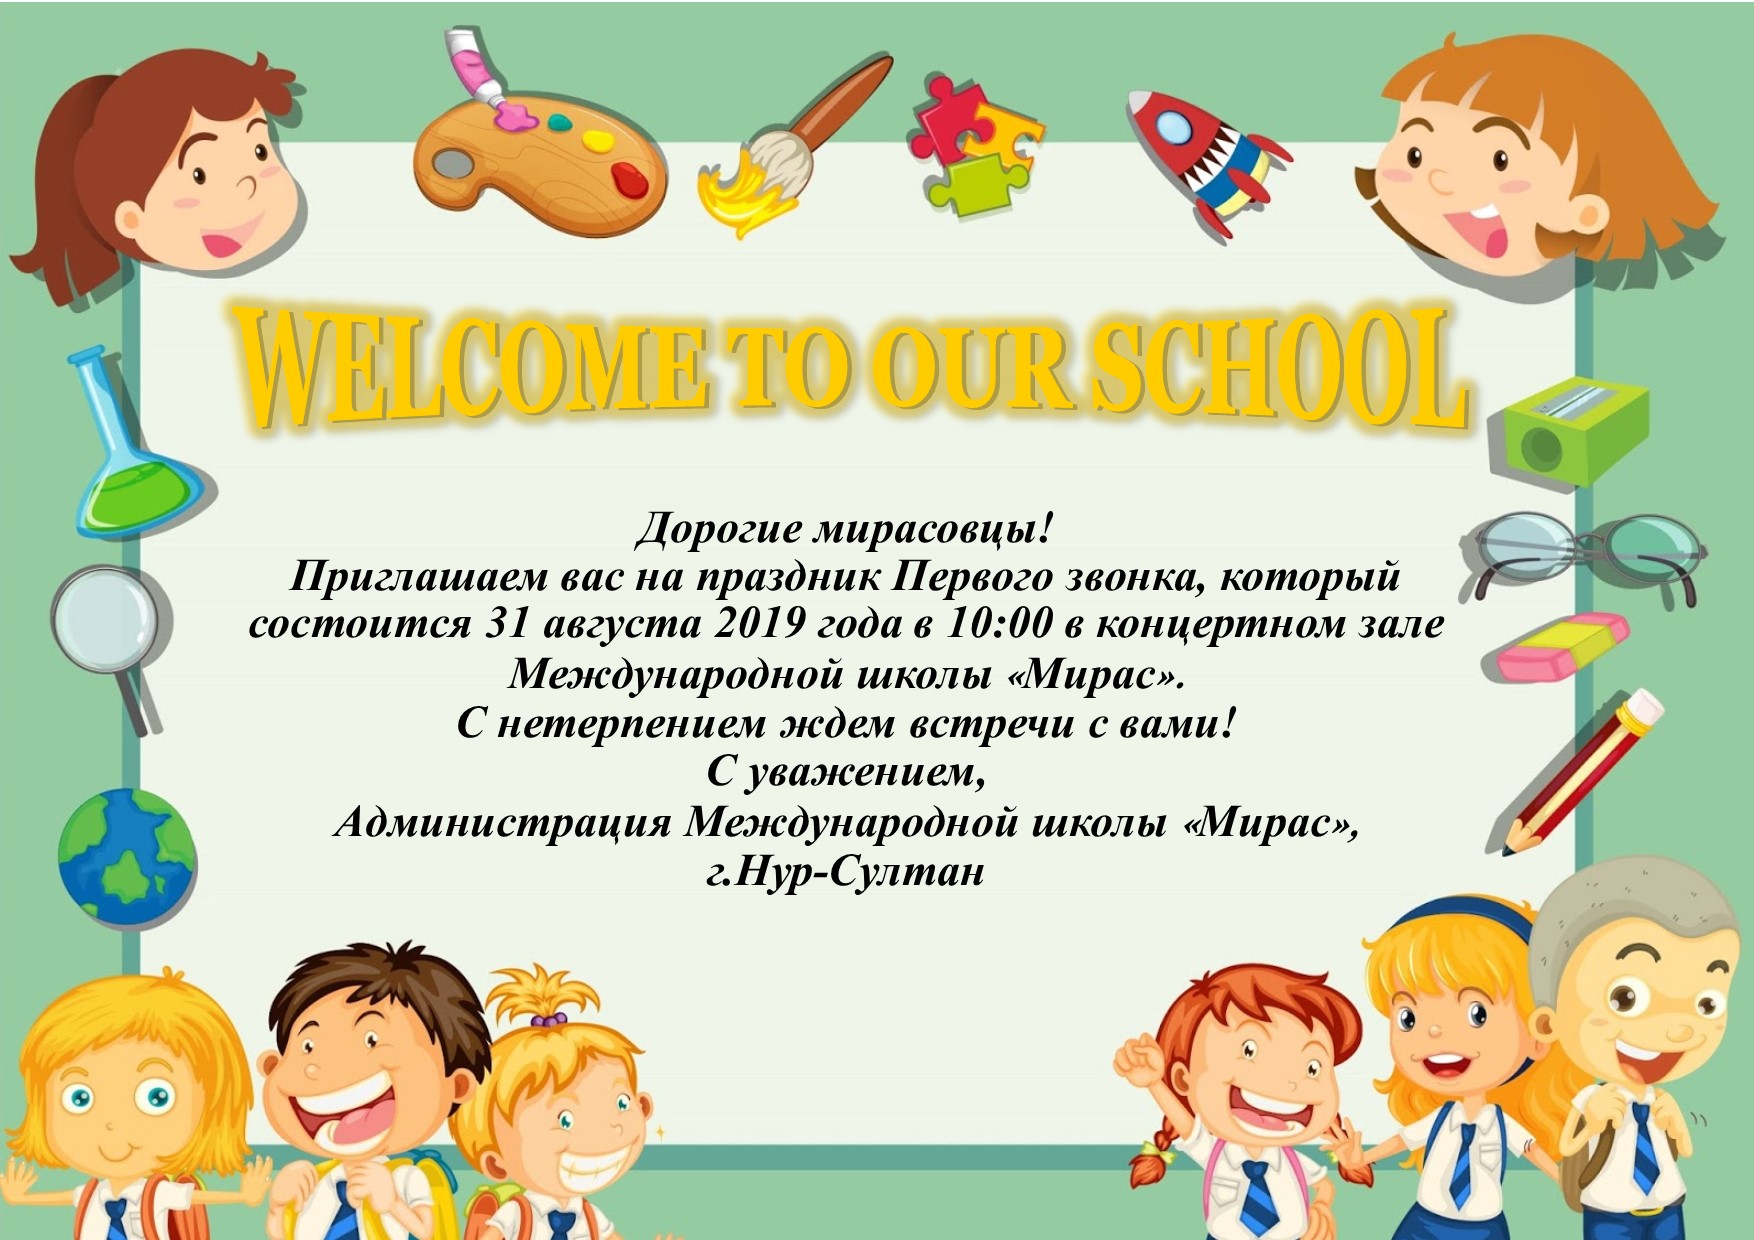 WELCOME TO OUR SCHOOL
Дорогие мирасовцы!
Приглашаем вас на праздник Первого звонка, который
состоится 31 августа 2019 года в 10:00 в концертном зале
Международной школы «Мирас».
С нетерпением ждем встречи с вами!
С уважением,
Администрация Международной школы «Мирас»,
г.Нур-Султан